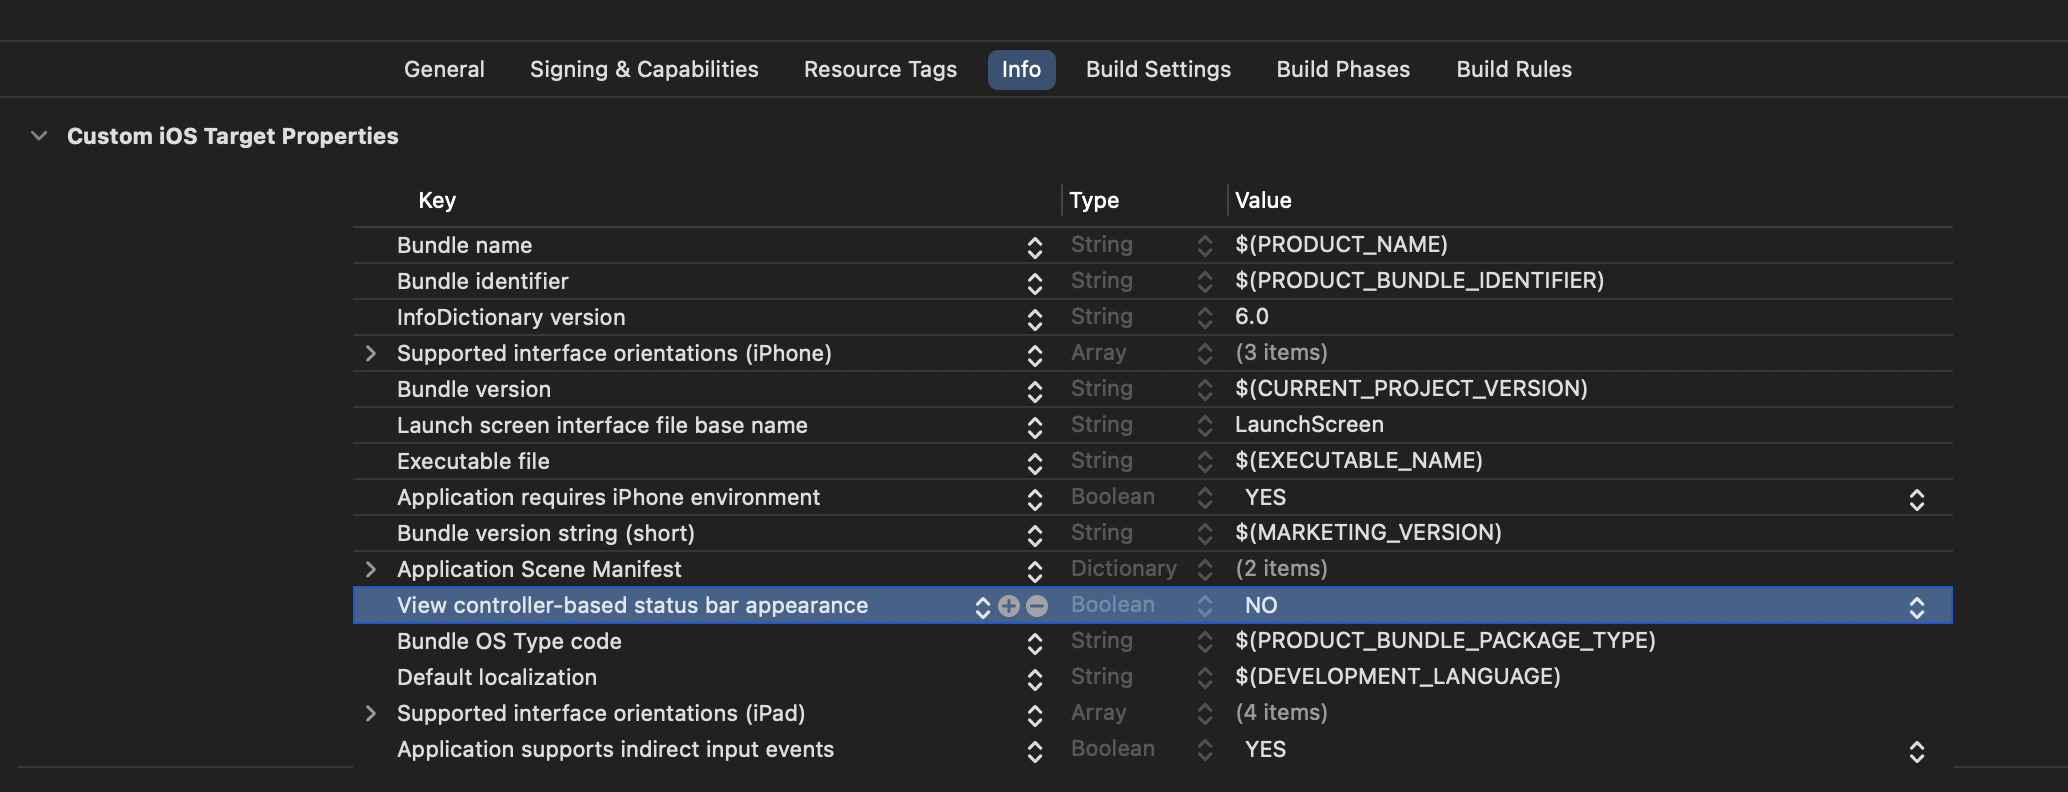 General Signing & Capabilities Resource Tags Info Build Settings Build Phases Build Rules
Custom iOS Target Properties
Key Type Value
Bundle name String $(PRODUCT_NAME)
Bundle identifier String $(PRODUCT_BUNDLE_IDENTIFIER)
InfoDictionary version String 6.0
Supported interface orientations (iPhone) Array (3 items)
Bundle version String $(CURRENT_PROJECT_VERSION)
Launch screen interface file base name String LaunchScreen
Executable file String $(EXECUTABLE_NAME)
Application requires iPhone environment Boolean YES
Bundle version string (short) String $(MARKETING_VERSION)
Application Scene Manifest Dictionary (2 items)
View controller-based status bar appearance Boolean NO
Bundle OS Type code String $(PRODUCT_BUNDLE_PACKAGE_TYPE)
Default localization String $(DEVELOPMENT_LANGUAGE)
Supported interface orientations (iPad) Array (4 items)
Application supports indirect input events Boolean YES